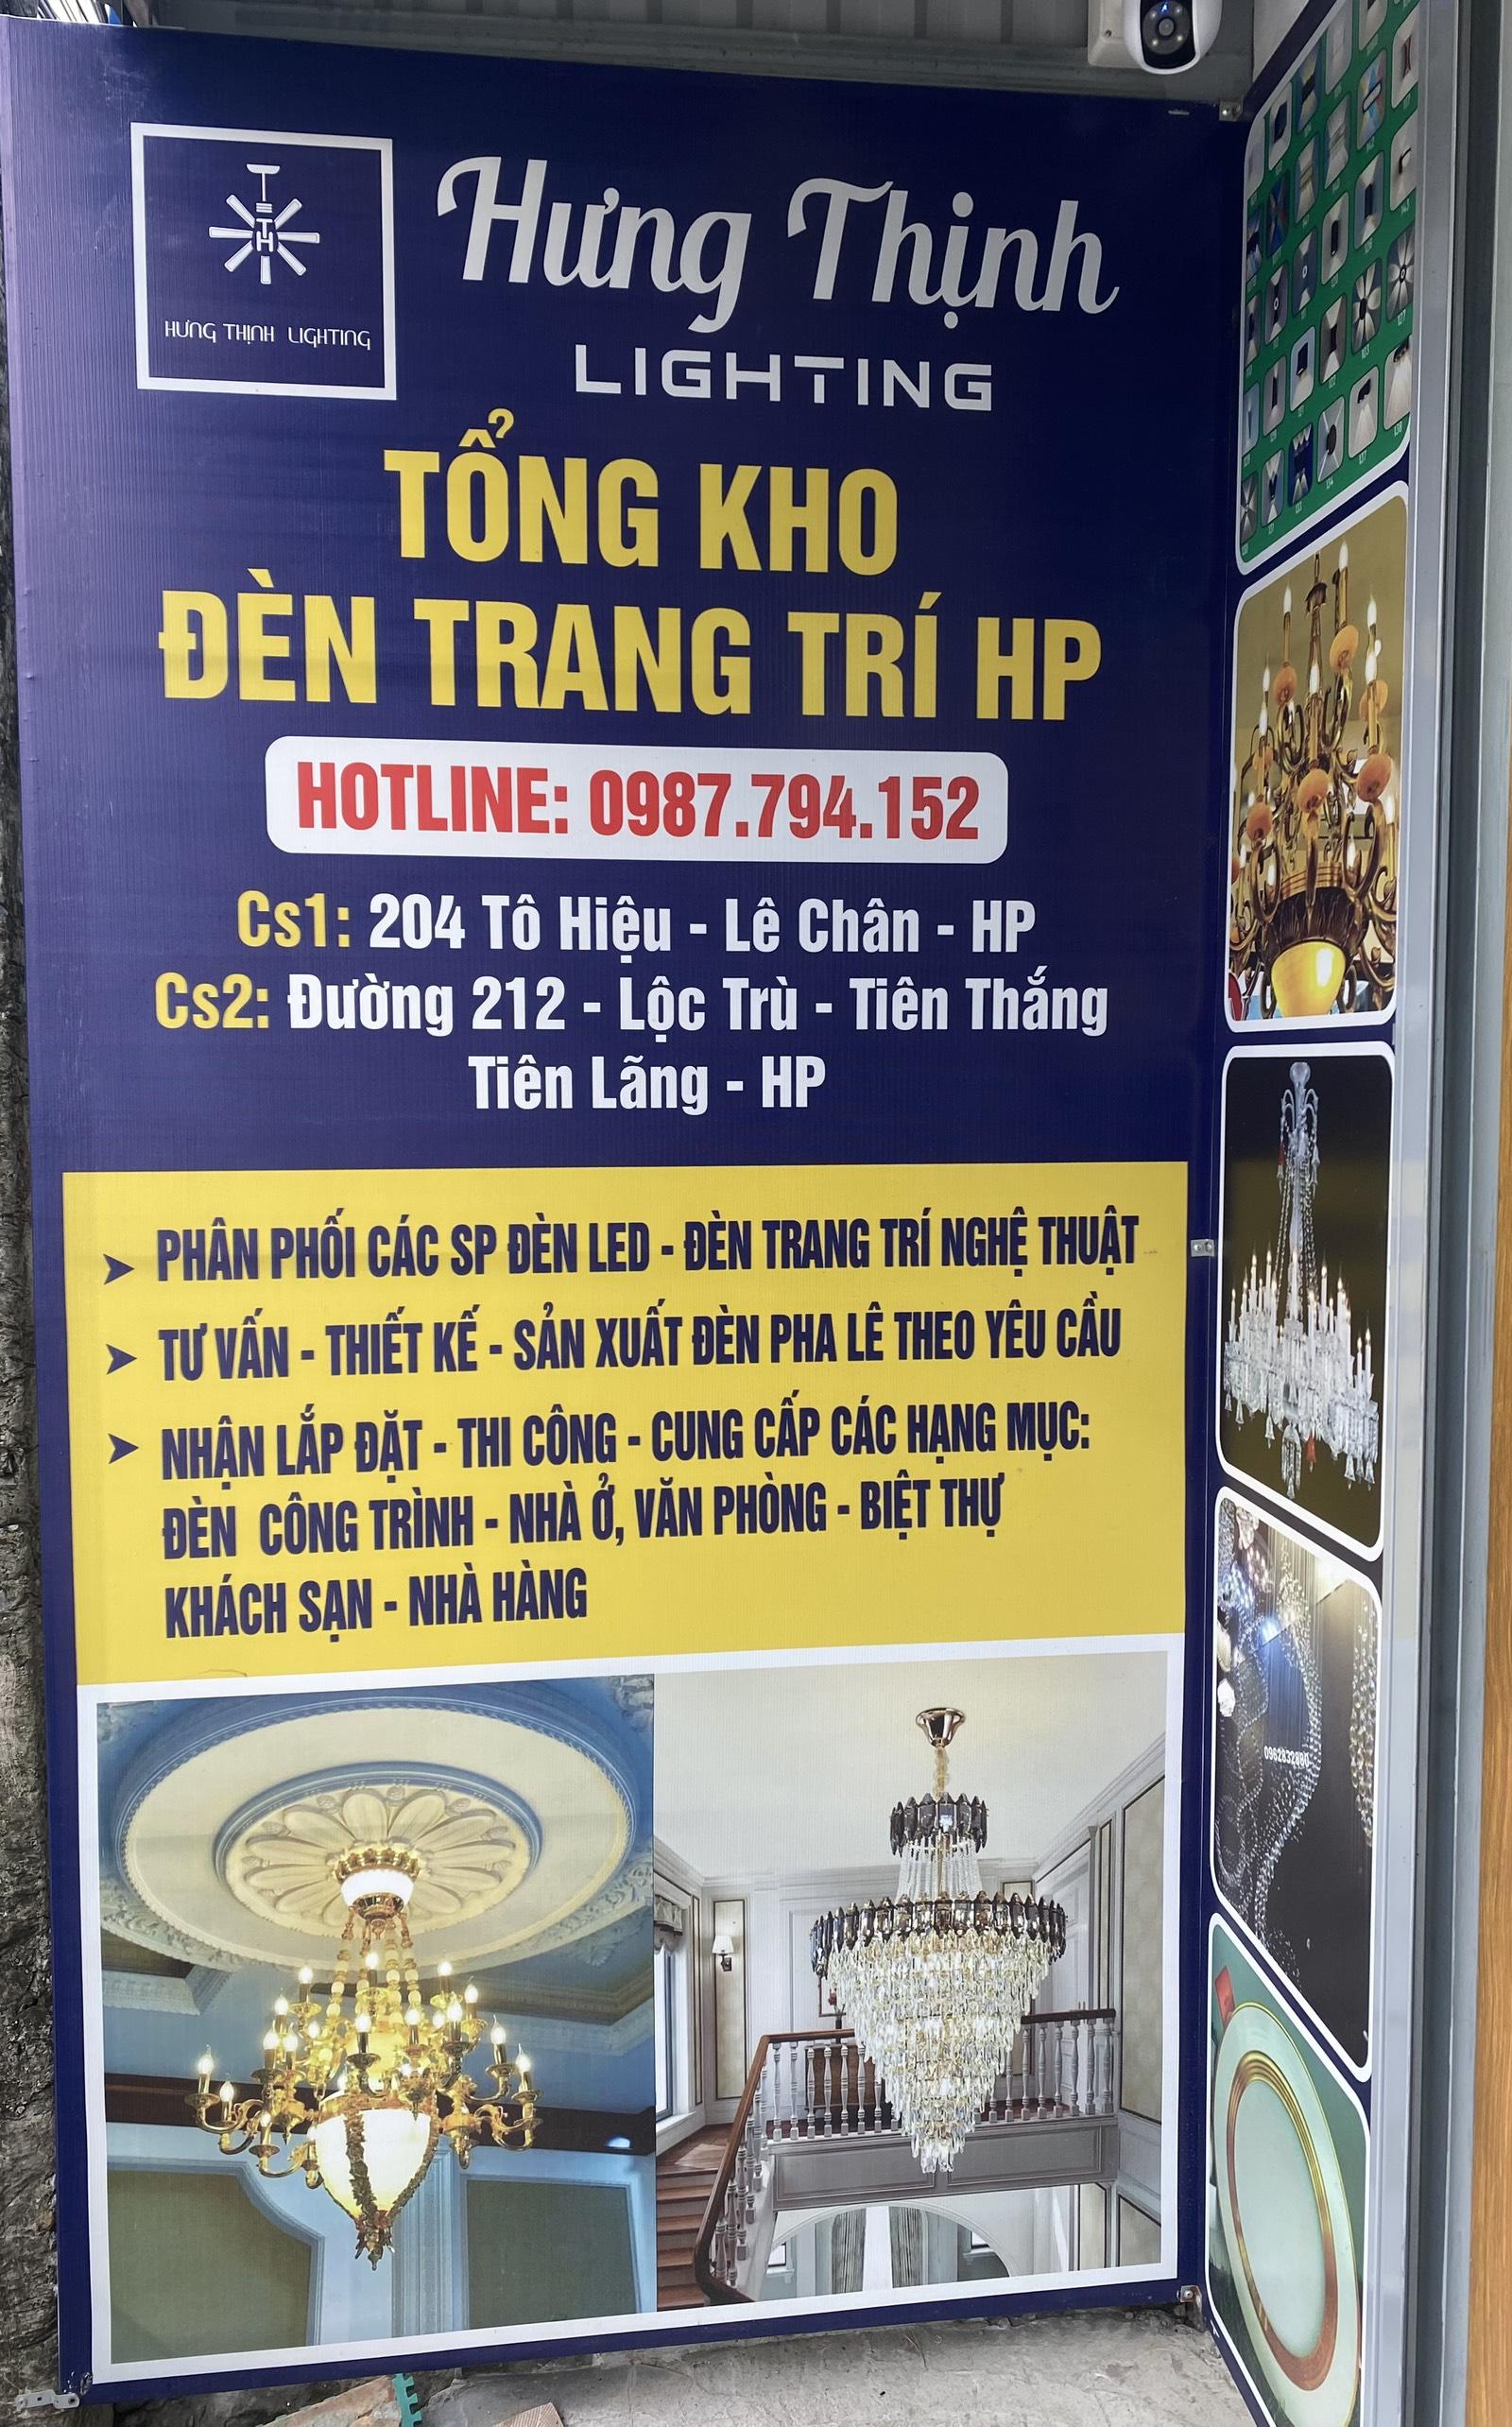 HƯNG THỊNH LIGHTING
Hưng Thịnh
LIGHTING
TỔNG KHO
ĐÈN TRANG TRÍ HP
HOTLINE: 0987.794.152
Cs1: 204 Tô Hiệu - Lê Chân - HP
Cs2: Đường 212 - Lộc Trù - Tiên Thắng
Tiên Lãng - HP
➤ PHÂN PHỐI CÁC SP ĐÈN LED - ĐÈN TRANG TRÍ NGHỆ THUẬT
➤ TƯ VẤN - THIẾT KẾ - SẢN XUẤT ĐÈN PHA LÊ THEO YÊU CẦU
➤ NHẬN LẮP ĐẶT - THI CÔNG - CUNG CẤP CÁC HẠNG MỤC:
ĐÈN CÔNG TRÌNH - NHÀ Ở, VĂN PHÒNG - BIỆT THỰ
KHÁCH SẠN - NHÀ HÀNG